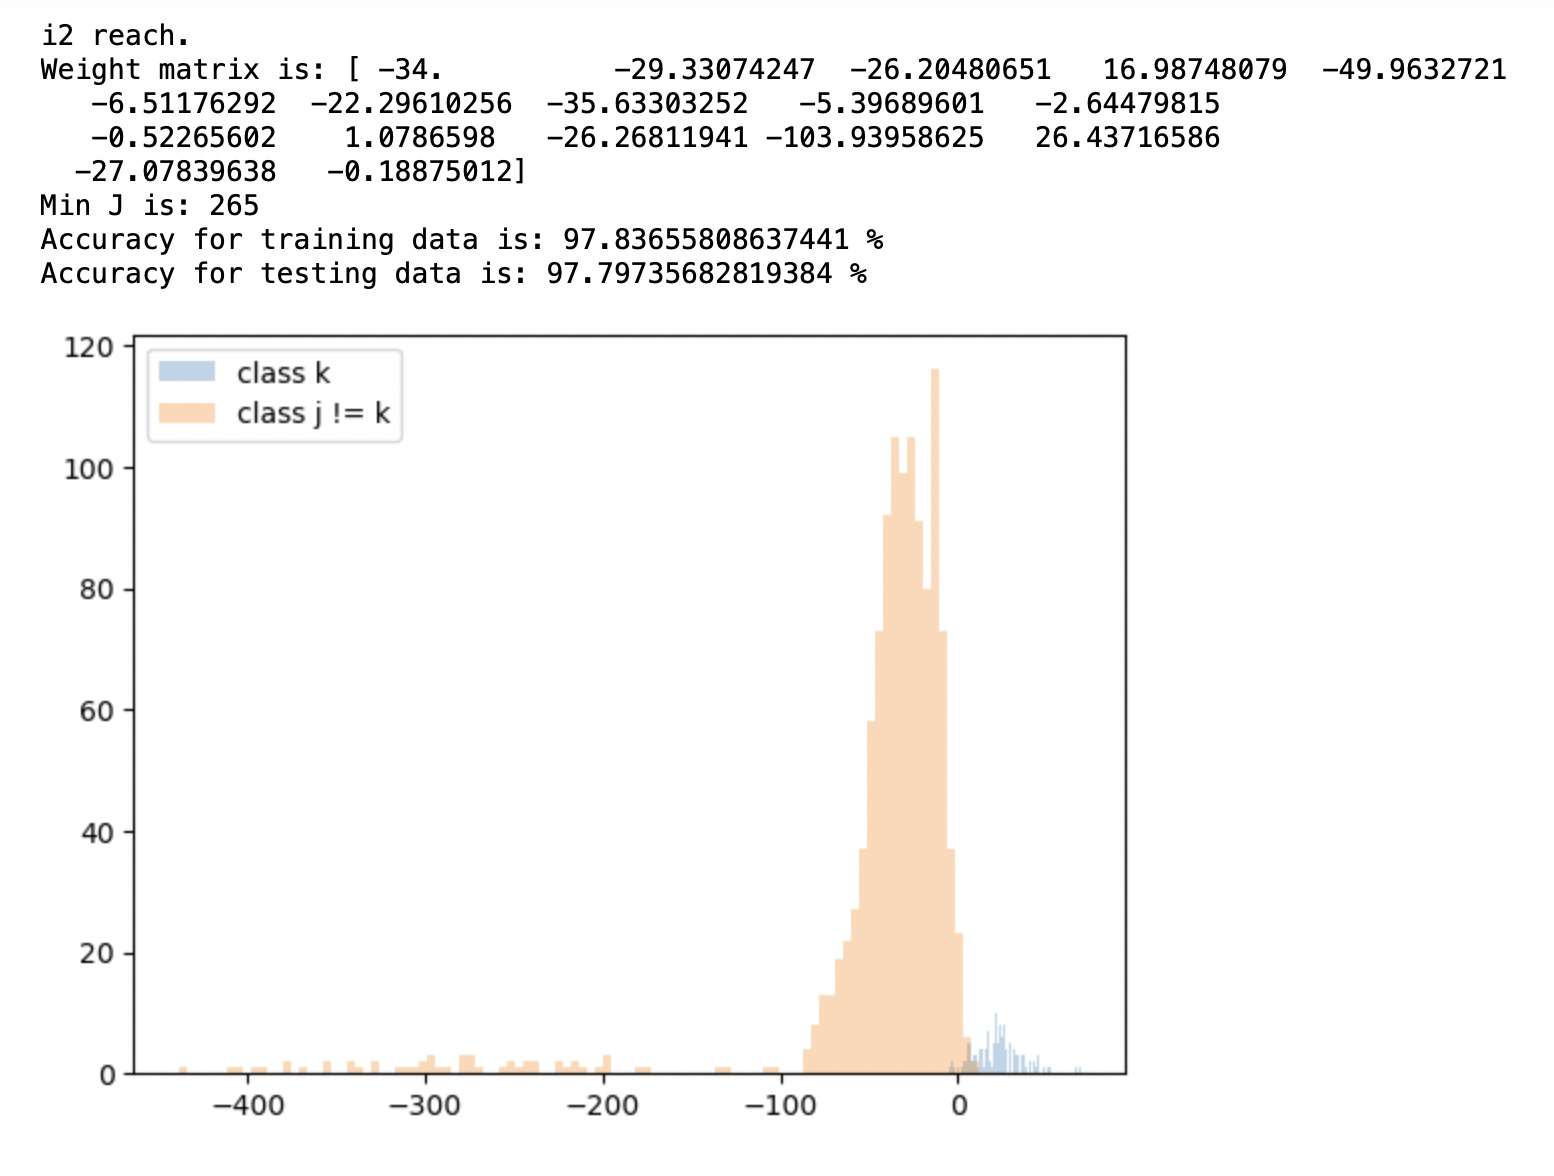 i2 reach.
Weight matrix is: [ -34.          -29.33074247  -26.20480651   16.98748079  -49.9632721
   -6.51176292  -22.29610256  -35.63303252   -5.39689601   -2.64479815
   -0.52265602    1.0786598   -26.26811941 -103.93958625   26.43716586
  -27.07839638   -0.18875012]
Min J is: 265
Accuracy for training data is: 97.83655808637441 %
Accuracy for testing data is: 97.79735682819384 %
120
class k
class j != k
100
80
60
40
20
0
−400 −300 −200 −100 0